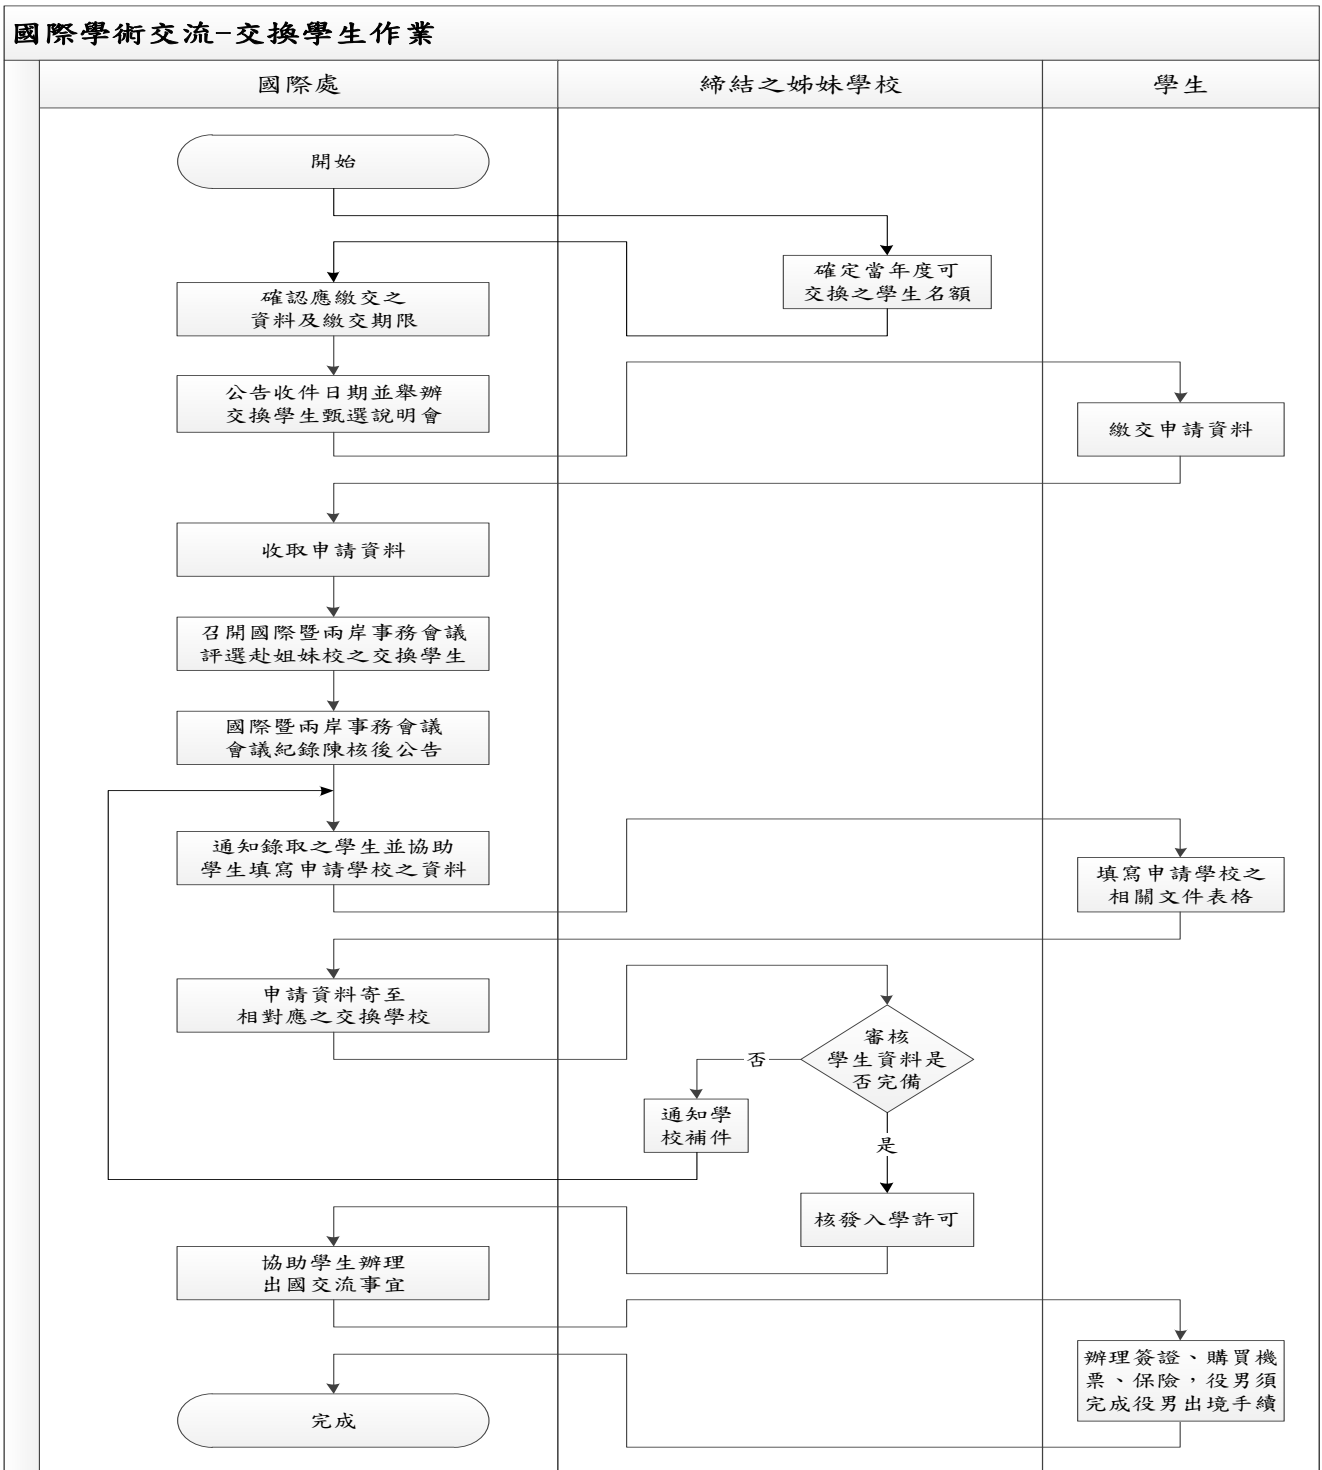 國際學術交流-交換學生作業
國際處
締結之姊妹學校
學生
開始
確定當年度可
交換之學生名額
確認應繳交之
資料及繳交期限
公告收件日期並舉辦
交換學生甄選說明會
繳交申請資料
收取申請資料
召開國際暨兩岸事務會議
評選赴姐妹校之交換學生
國際暨兩岸事務會議
會議紀錄陳核後公告
通知錄取之學生並協助
學生填寫申請學校之資料
填寫申請學校之
相關文件表格
申請資料寄至
相對應之交換學校
審核
學生資料是
否完備
否
通知學
校補件
是
核發入學許可
協助學生辦理
出國交流事宜
辦理簽證、購買機
票、保險，役男須
完成役男出境手續
完成